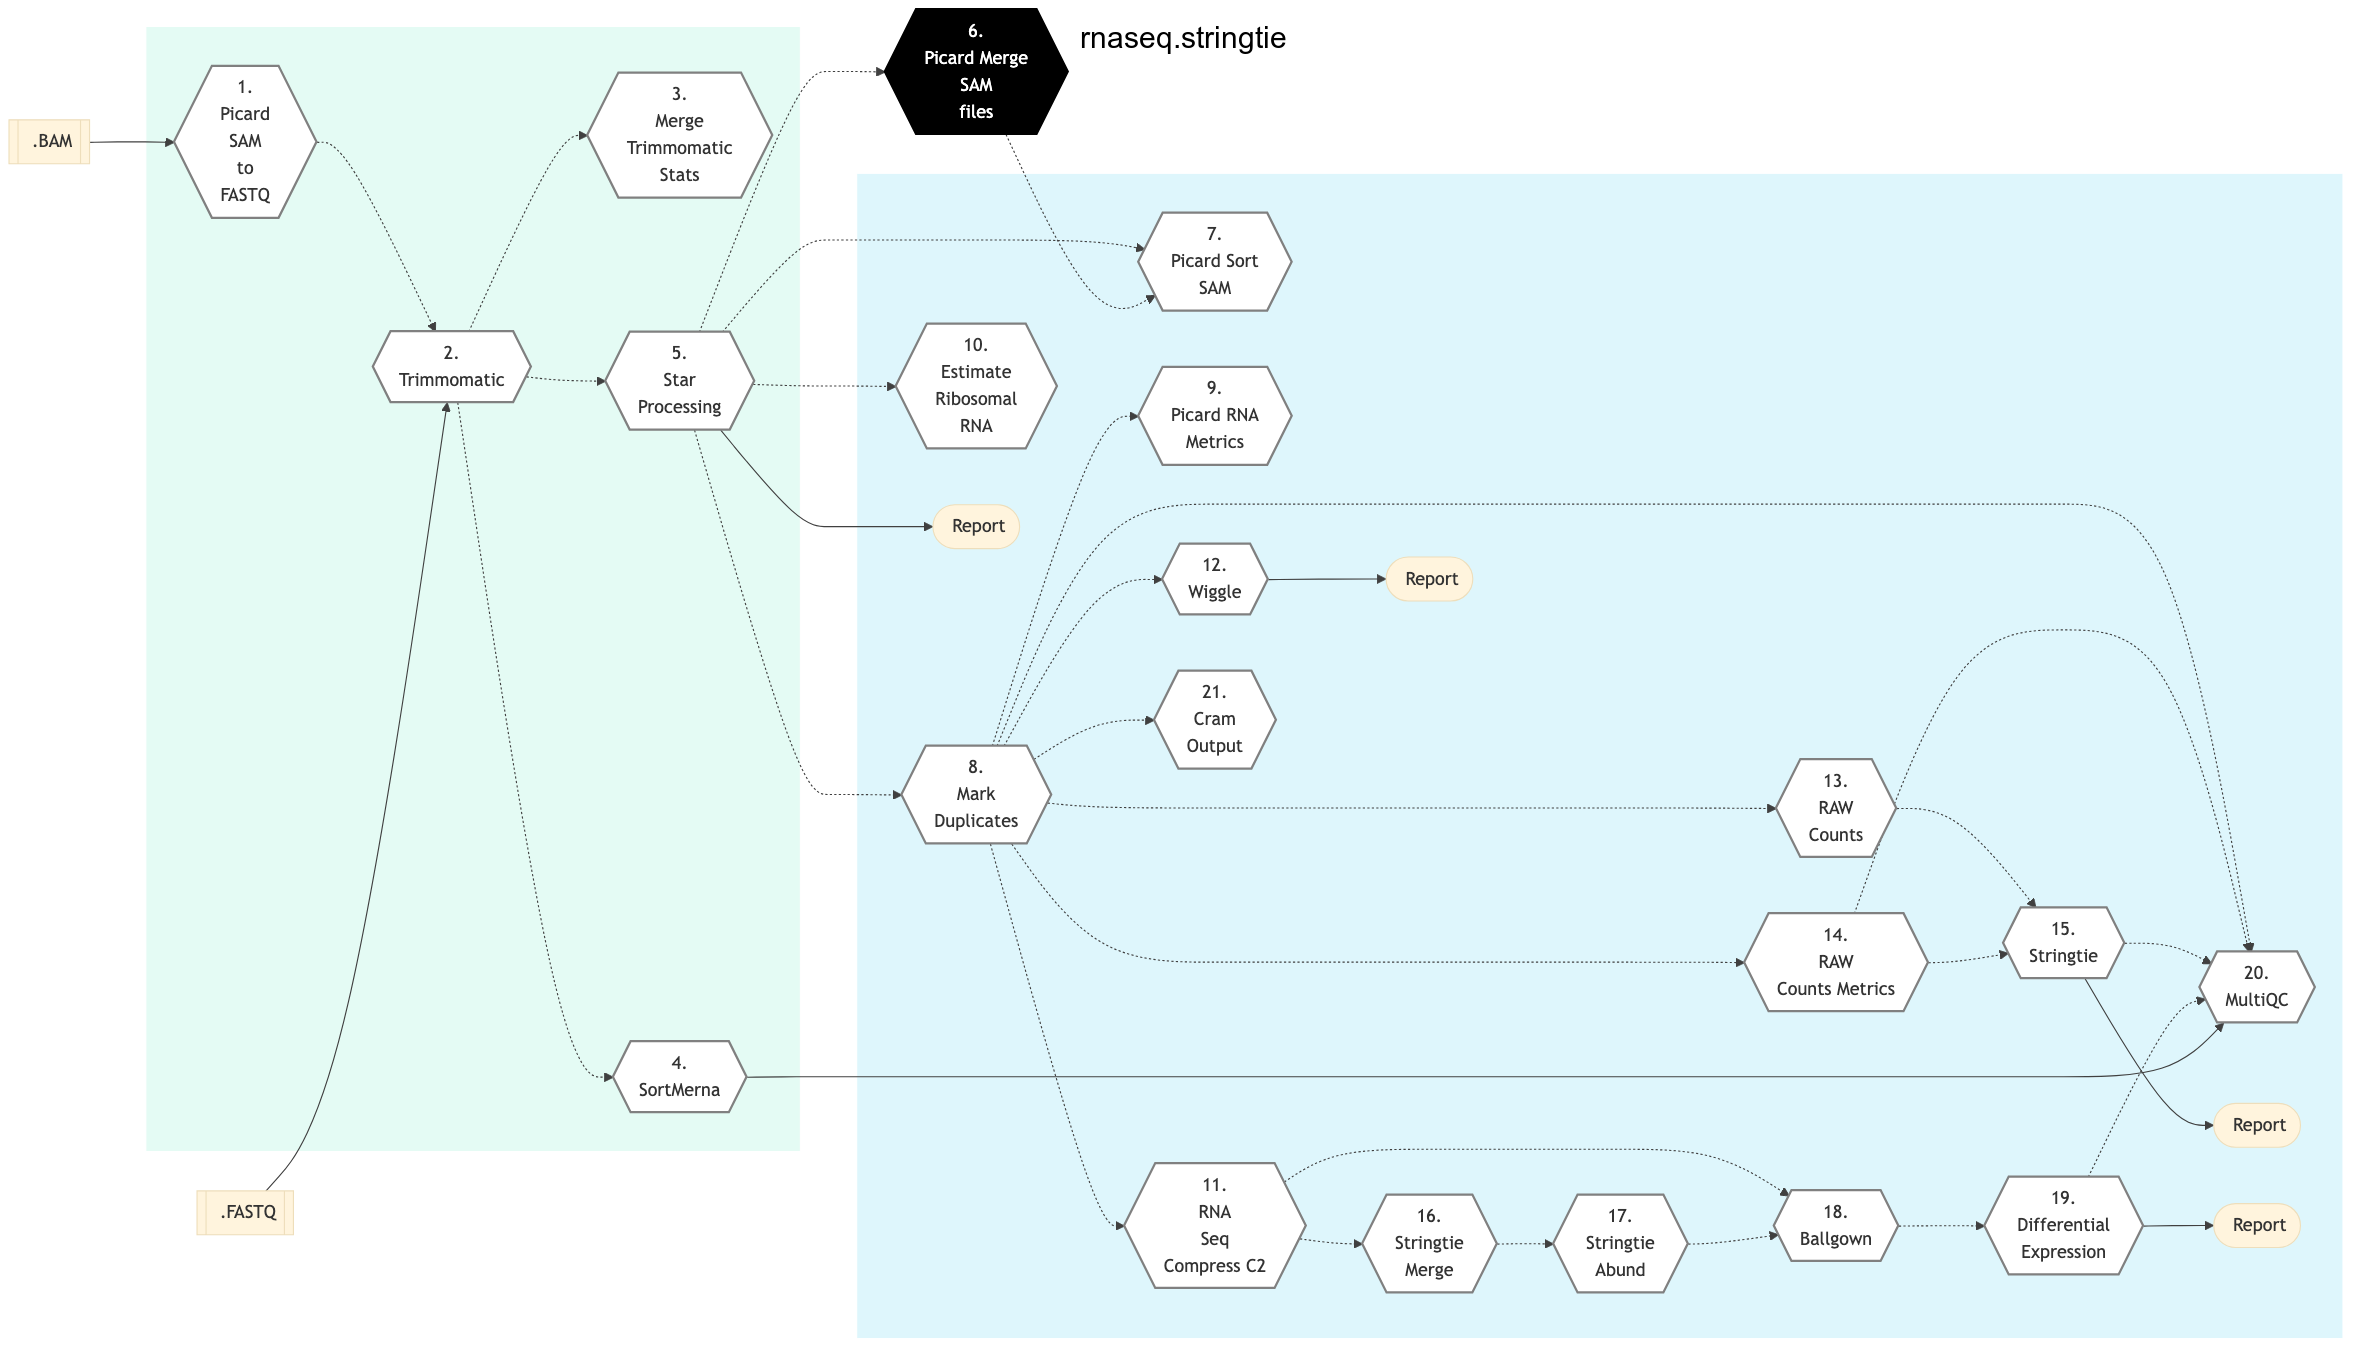 rnaseq.stringtie
.BAM
1.
Picard
SAM
to
FASTQ
2.
Trimmomatic
3.
Merge
Trimmomatic
Stats
4.
SortMerna
5.
Star
Processing
.FASTQ
6.
Picard Merge
SAM
files
7.
Picard Sort
SAM
10.
Estimate
Ribosomal
RNA
9.
Picard RNA
Metrics
Report
12.
Wiggle
Report
21.
Cram
Output
8.
Mark
Duplicates
13.
RAW
Counts
14.
RAW
Counts Metrics
15.
Stringtie
20.
MultiQC
Report
11.
RNA
Seq
Compress C2
16.
Stringtie
Merge
17.
Stringtie
Abund
18.
Ballgown
19.
Differential
Expression
Report